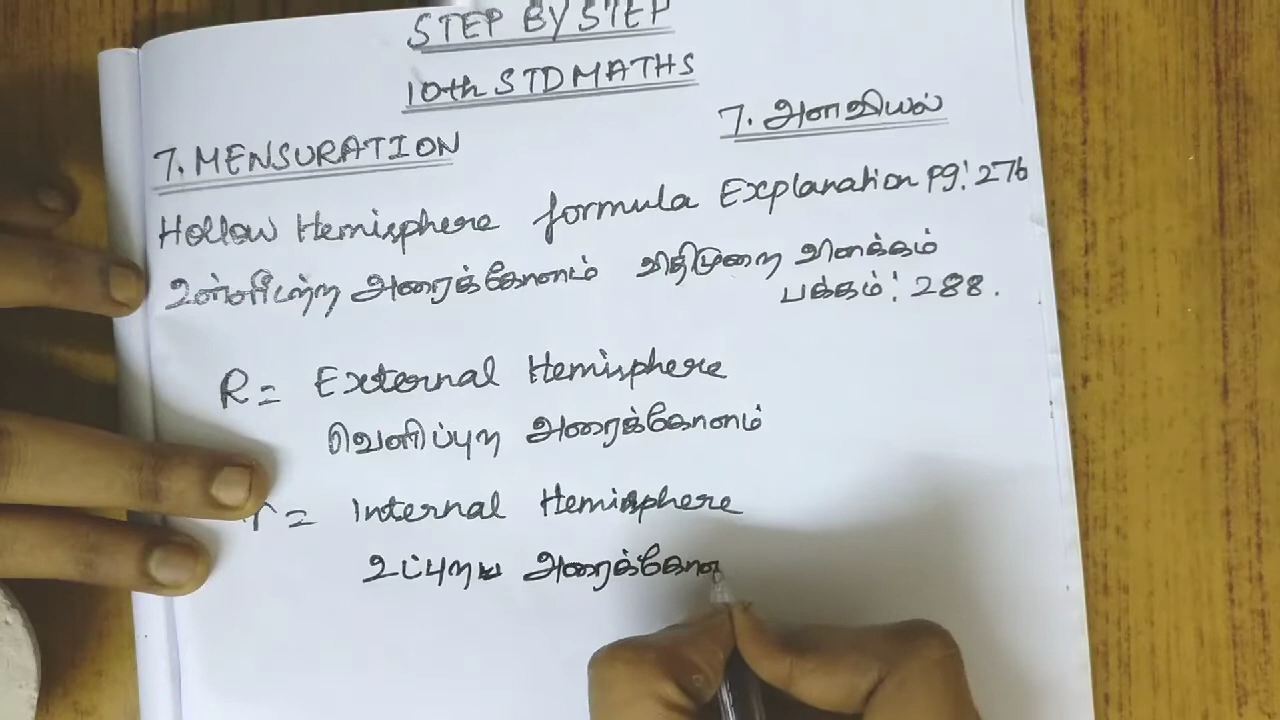 STEP BY STEP
10th STD MATHS
7. MENSURATION
7. அளவியல்
Hollow Hemisphere formula Explanation Pg: 276
உள்ளீடற்ற அரைக்கோளம் விதிமுறை விளக்கம்
பக்கம்: 288.
R = External Hemisphere
வெளிப்புற அரைக்கோளம்
r = Internal Hemisphere
உட்புற அரைக்கோள